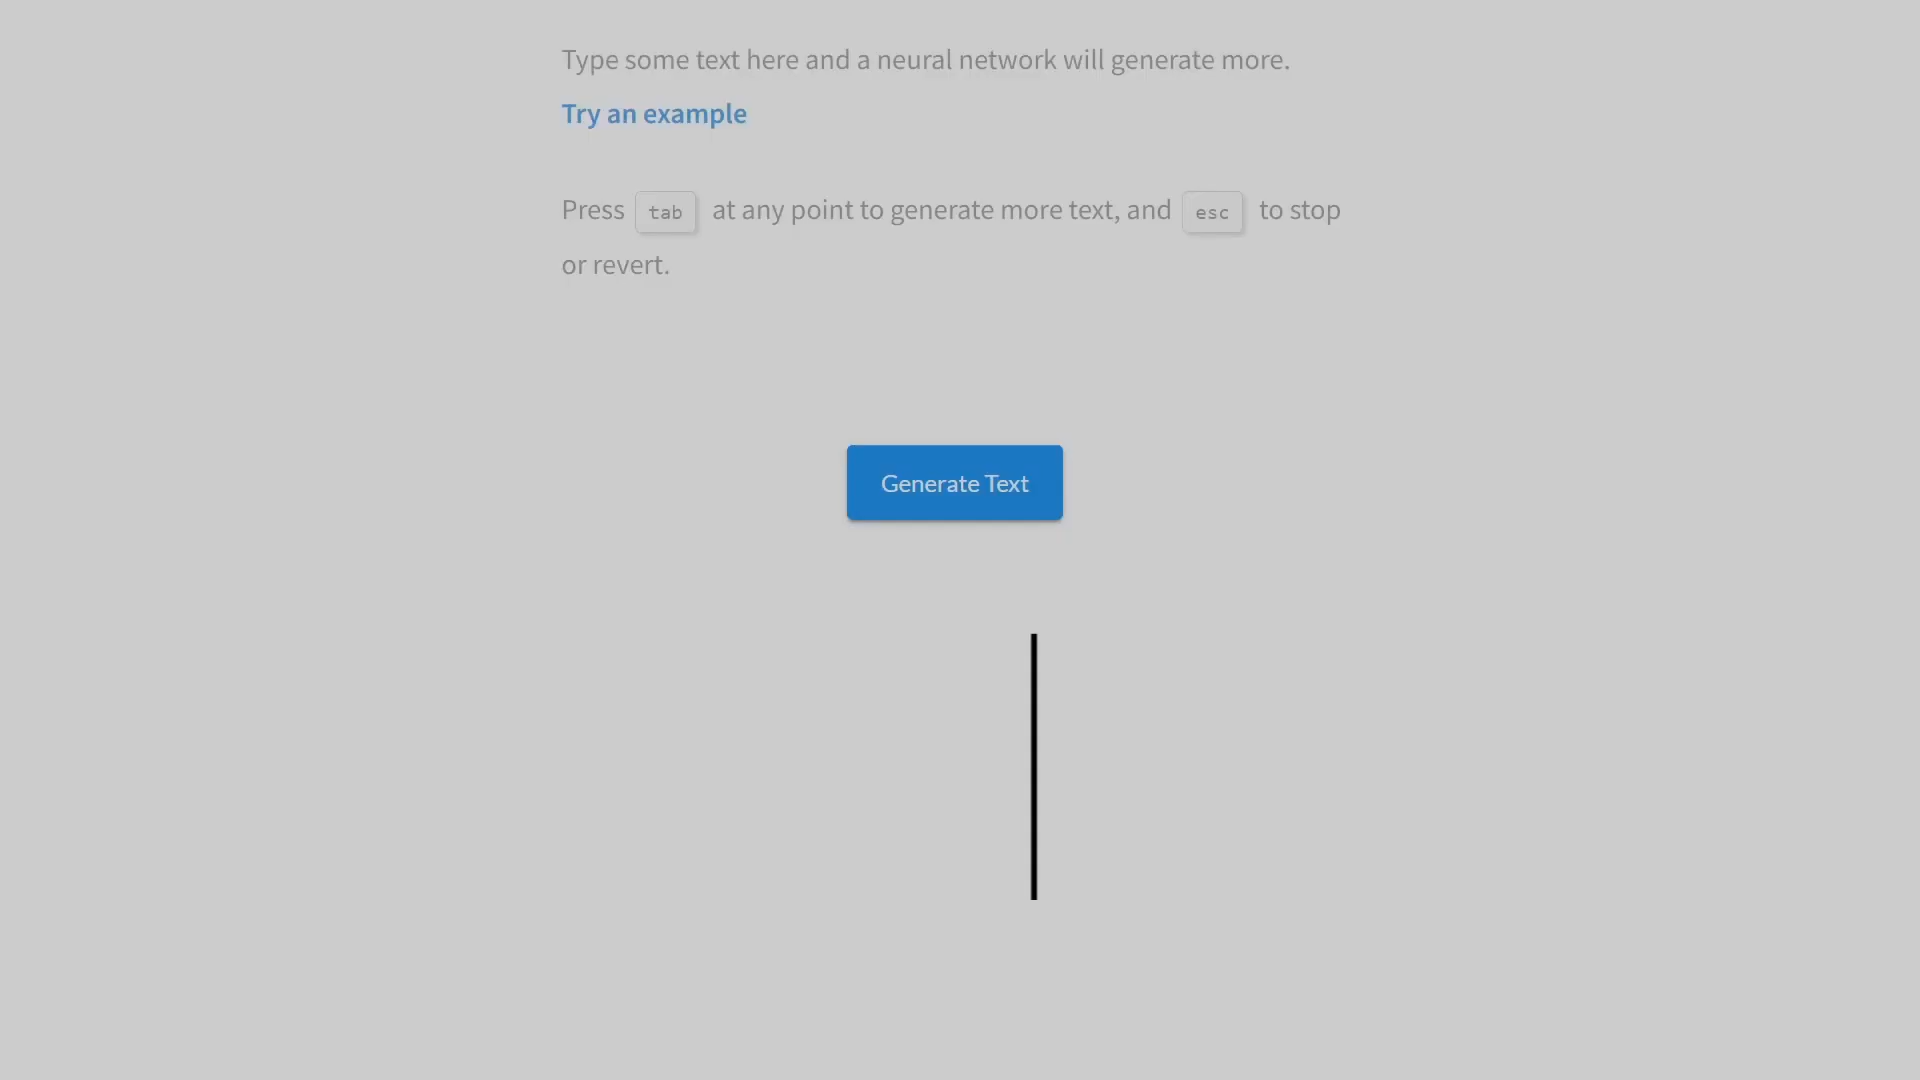 Type some text here and a neural network will generate more.
Try an example
Press tab at any point to generate more text, and esc to stop
or revert.
Generate Text